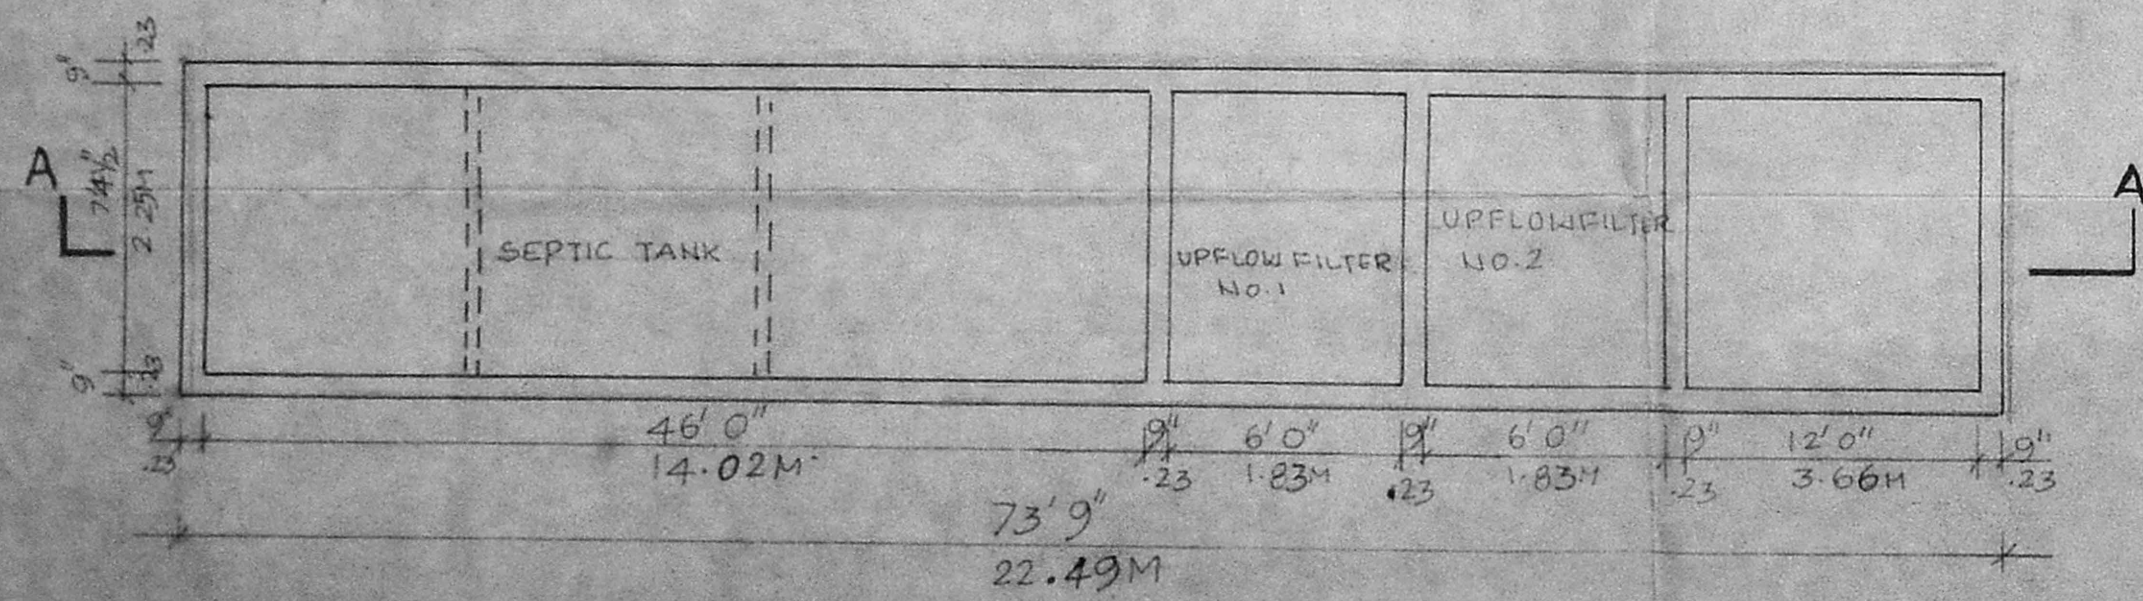 9"
.23
A
7'4½"
2.25M
9"
.23
SEPTIC TANK
UPFLOW FILTER
NO.1
UPFLOWFILTER
NO.2
A
9" 46'0" 9" 6'0" 9" 6'0" 9" 12'0" 9"
.23 14.02M .23 1.83M .23 1.83M .23 3.66M .23
73'9"
22.49M